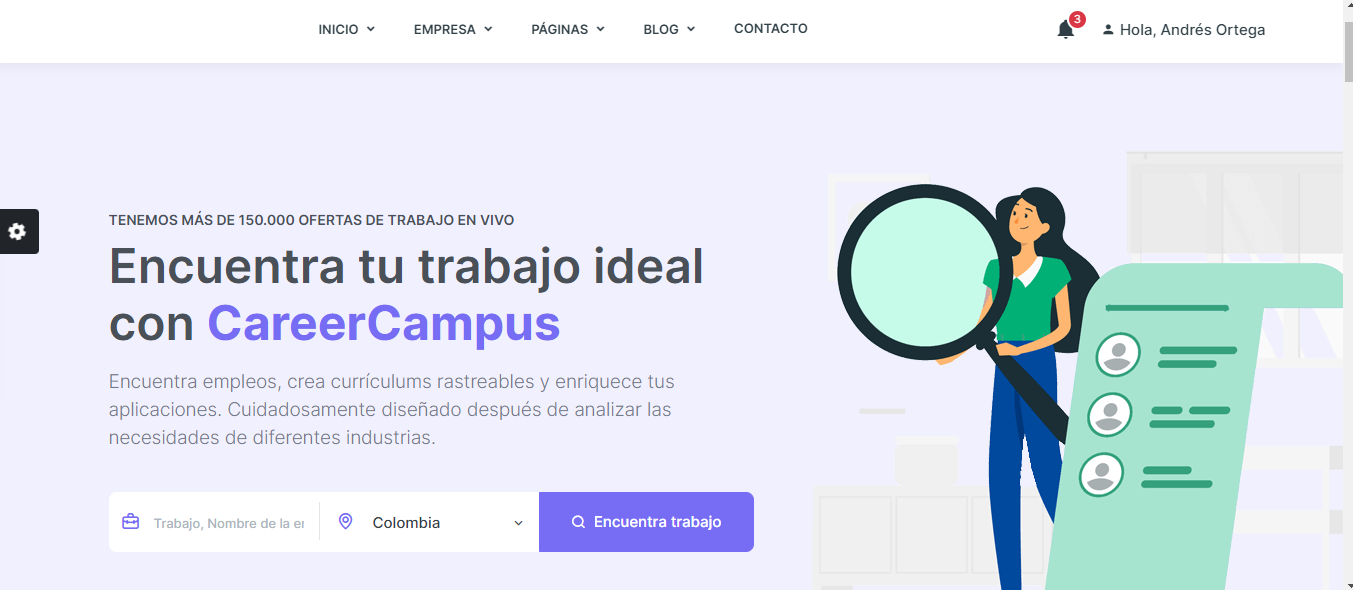 INICIO EMPRESA PÁGINAS BLOG CONTACTO 3 Hola, Andrés Ortega
TENEMOS MÁS DE 150.000 OFERTAS DE TRABAJO EN VIVO
Encuentra tu trabajo ideal
con CareerCampus
Encuentra empleos, crea currículums rastreables y enriquece tus
aplicaciones. Cuidadosamente diseñado después de analizar las
necesidades de diferentes industrias.
Trabajo, Nombre de la Colombia Encuentra trabajo